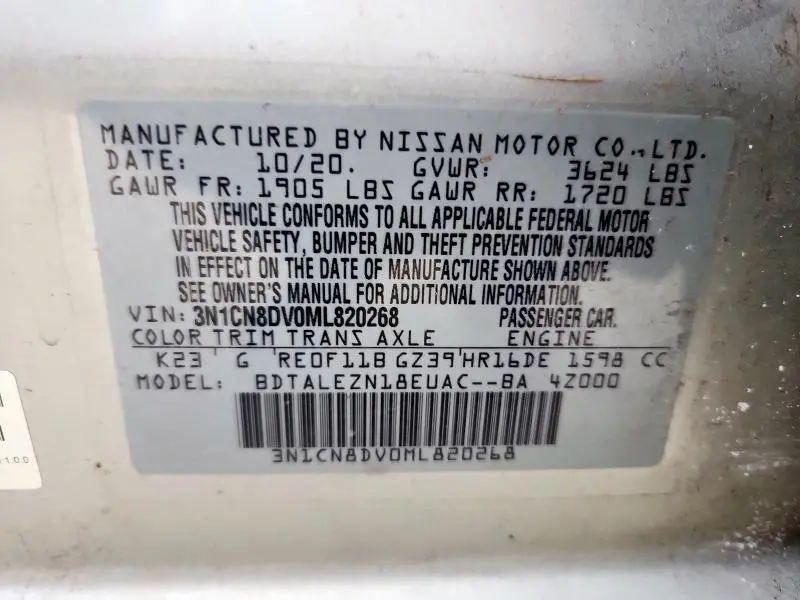 MANUFACTURED BY NISSAN MOTOR CO., LTD.
DATE: 10/20. GVWR: 3624 LBS
GAWR FR: 1905 LBS GAWR RR: 1720 LBS
THIS VEHICLE CONFORMS TO ALL APPLICABLE FEDERAL MOTOR
VEHICLE SAFETY, BUMPER AND THEFT PREVENTION STANDARDS
IN EFFECT ON THE DATE OF MANUFACTURE SHOWN ABOVE.
SEE OWNER'S MANUAL FOR ADDITIONAL INFORMATION.
VIN: 3N1CN8DV0ML820268 PASSENGER CAR.
COLOR TRIM TRANS AXLE ENGINE
K23 G RE0F11B GZ39 HR16DE 1598 CC
MODEL: BDTALEZN18EUAC--BA 4Z000
3N1CN8DV0ML820268